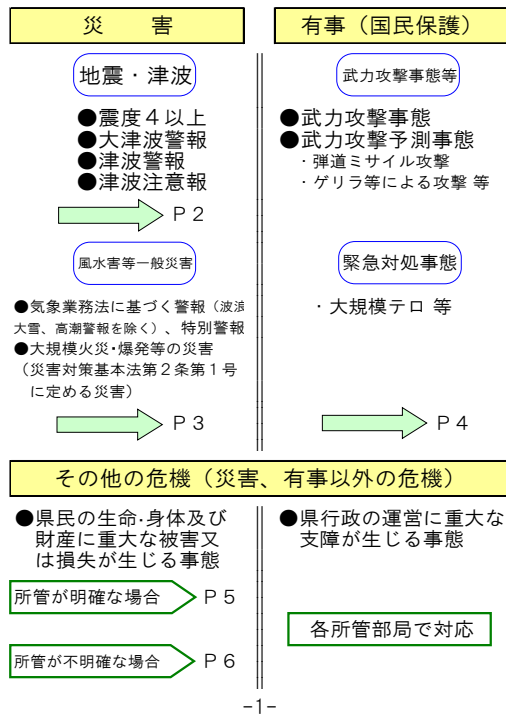 災　害
地震・津波
●震度４以上
●大津波警報
●津波警報
●津波注意報
Ｐ２
風水害等一般災害
●気象業務法に基づく警報（波浪
大雪、高潮警報を除く）、特別警報
●大規模火災・爆発等の災害
（災害対策基本法第２条第１号
に定める災害）
Ｐ３
有事（国民保護）
武力攻撃事態等
●武力攻撃事態
●武力攻撃予測事態
・弾道ミサイル攻撃
・ゲリラ等による攻撃 等
緊急対処事態
・大規模テロ 等
Ｐ４
その他の危機（災害、有事以外の危機）
●県民の生命・身体及び
財産に重大な被害又
は損失が生じる事態
所管が明確な場合
Ｐ５
所管が不明確な場合
Ｐ６
●県行政の運営に重大な
支障が生じる事態
各所管部局で対応
-1-